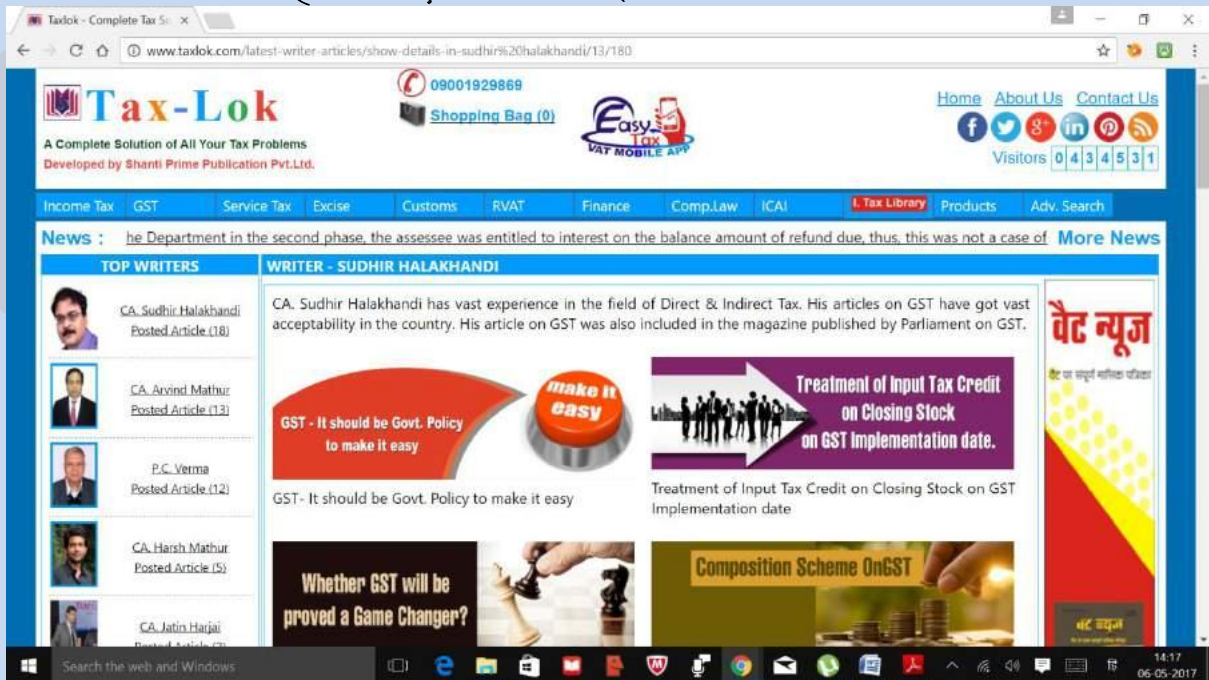 Taxlok - Complete Tax So
www.taxlok.com/latest-writer-articles/show-details-in-sudhir%20halakhandi/13/180
Tax-Lok
A Complete Solution of All Your Tax Problems
Developed by Shanti Prime Publication Pvt.Ltd.
09001929869
Shopping Bag (0)
Easy Tax
VAT MOBILE APP
Home About Us Contact Us
Visitors 0 4 3 4 5 3 1
Income Tax GST Service Tax Excise Customs RVAT Finance Comp.Law ICAI I. Tax Library Products Adv. Search
News : he Department in the second phase, the assessee was entitled to interest on the balance amount of refund due, thus, this was not a case of More News
TOP WRITERS
CA. Sudhir Halakhandi
Posted Article (18)
CA. Arvind Mathur
Posted Article (13)
P.C. Verma
Posted Article (12)
CA. Harsh Mathur
Posted Article (5)
CA. Jatin Harjai
WRITER - SUDHIR HALAKHANDI
CA. Sudhir Halakhandi has vast experience in the field of Direct & Indirect Tax. His articles on GST have got vast
acceptability in the country. His article on GST was also included in the magazine published by Parliament on GST.
GST - It should be Govt. Policy
to make it easy
make it
easy
GST- It should be Govt. Policy to make it easy
Treatment of Input Tax Credit
on Closing Stock
on GST Implementation date.
Treatment of Input Tax Credit on Closing Stock on GST
Implementation date
Whether GST will be
proved a Game Changer?
Composition Scheme OnGST
वैट न्यूज
वैट पर संपूर्ण मासिक पत्रिका
वैट न्यूज
Search the web and Windows
14:17
06-05-2017